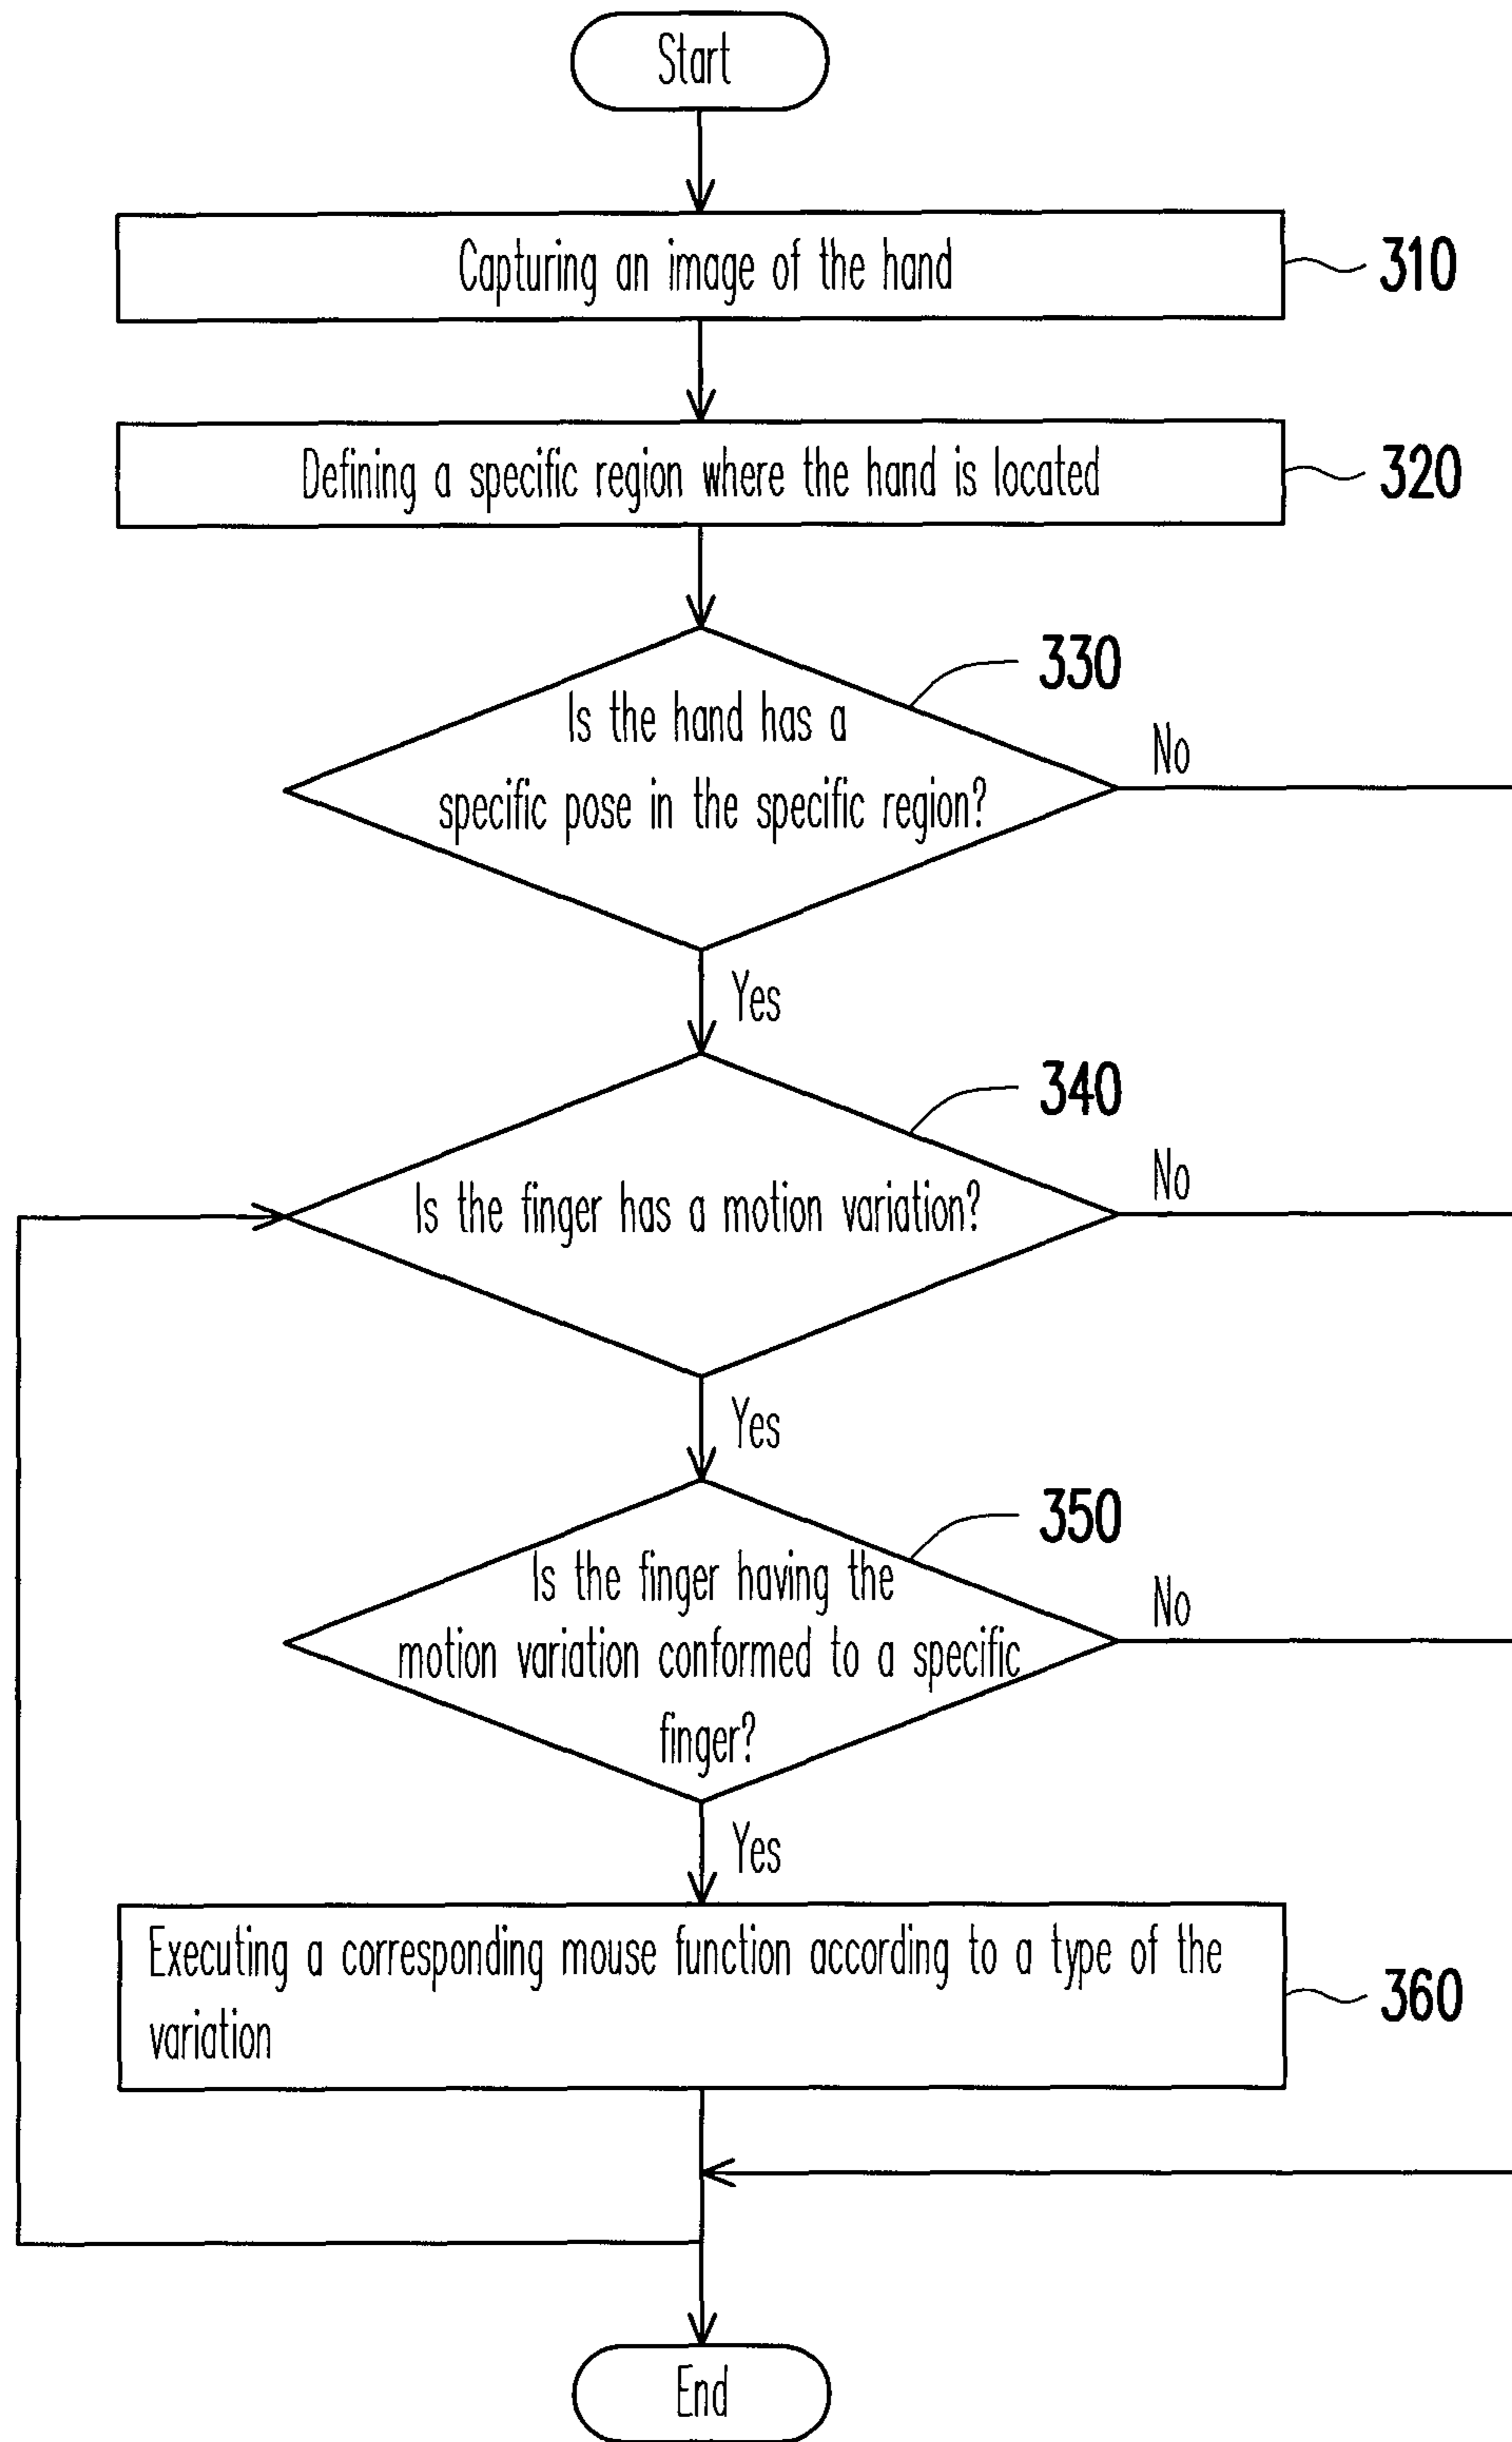 Start
Capturing an image of the hand
310
Defining a specific region where the hand is located
320
330
Is the hand has a
specific pose in the specific region?
No
Yes
340
Is the finger has a motion variation?
No
Yes
350
Is the finger having the
motion variation conformed to a specific
finger?
No
Yes
Executing a corresponding mouse function according to a type of the
variation
360
End